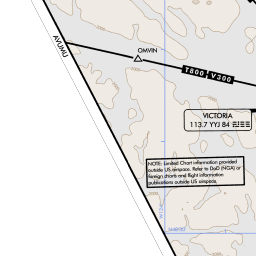 OMVIN
AVUMU
T800 V300
VICTORIA
113.7 YYJ 84
NOTE: Limited Chart information provided
outside US airspace. Refer to DoD (NGA) or
foreign charts and flight information
publications outside US airspace.